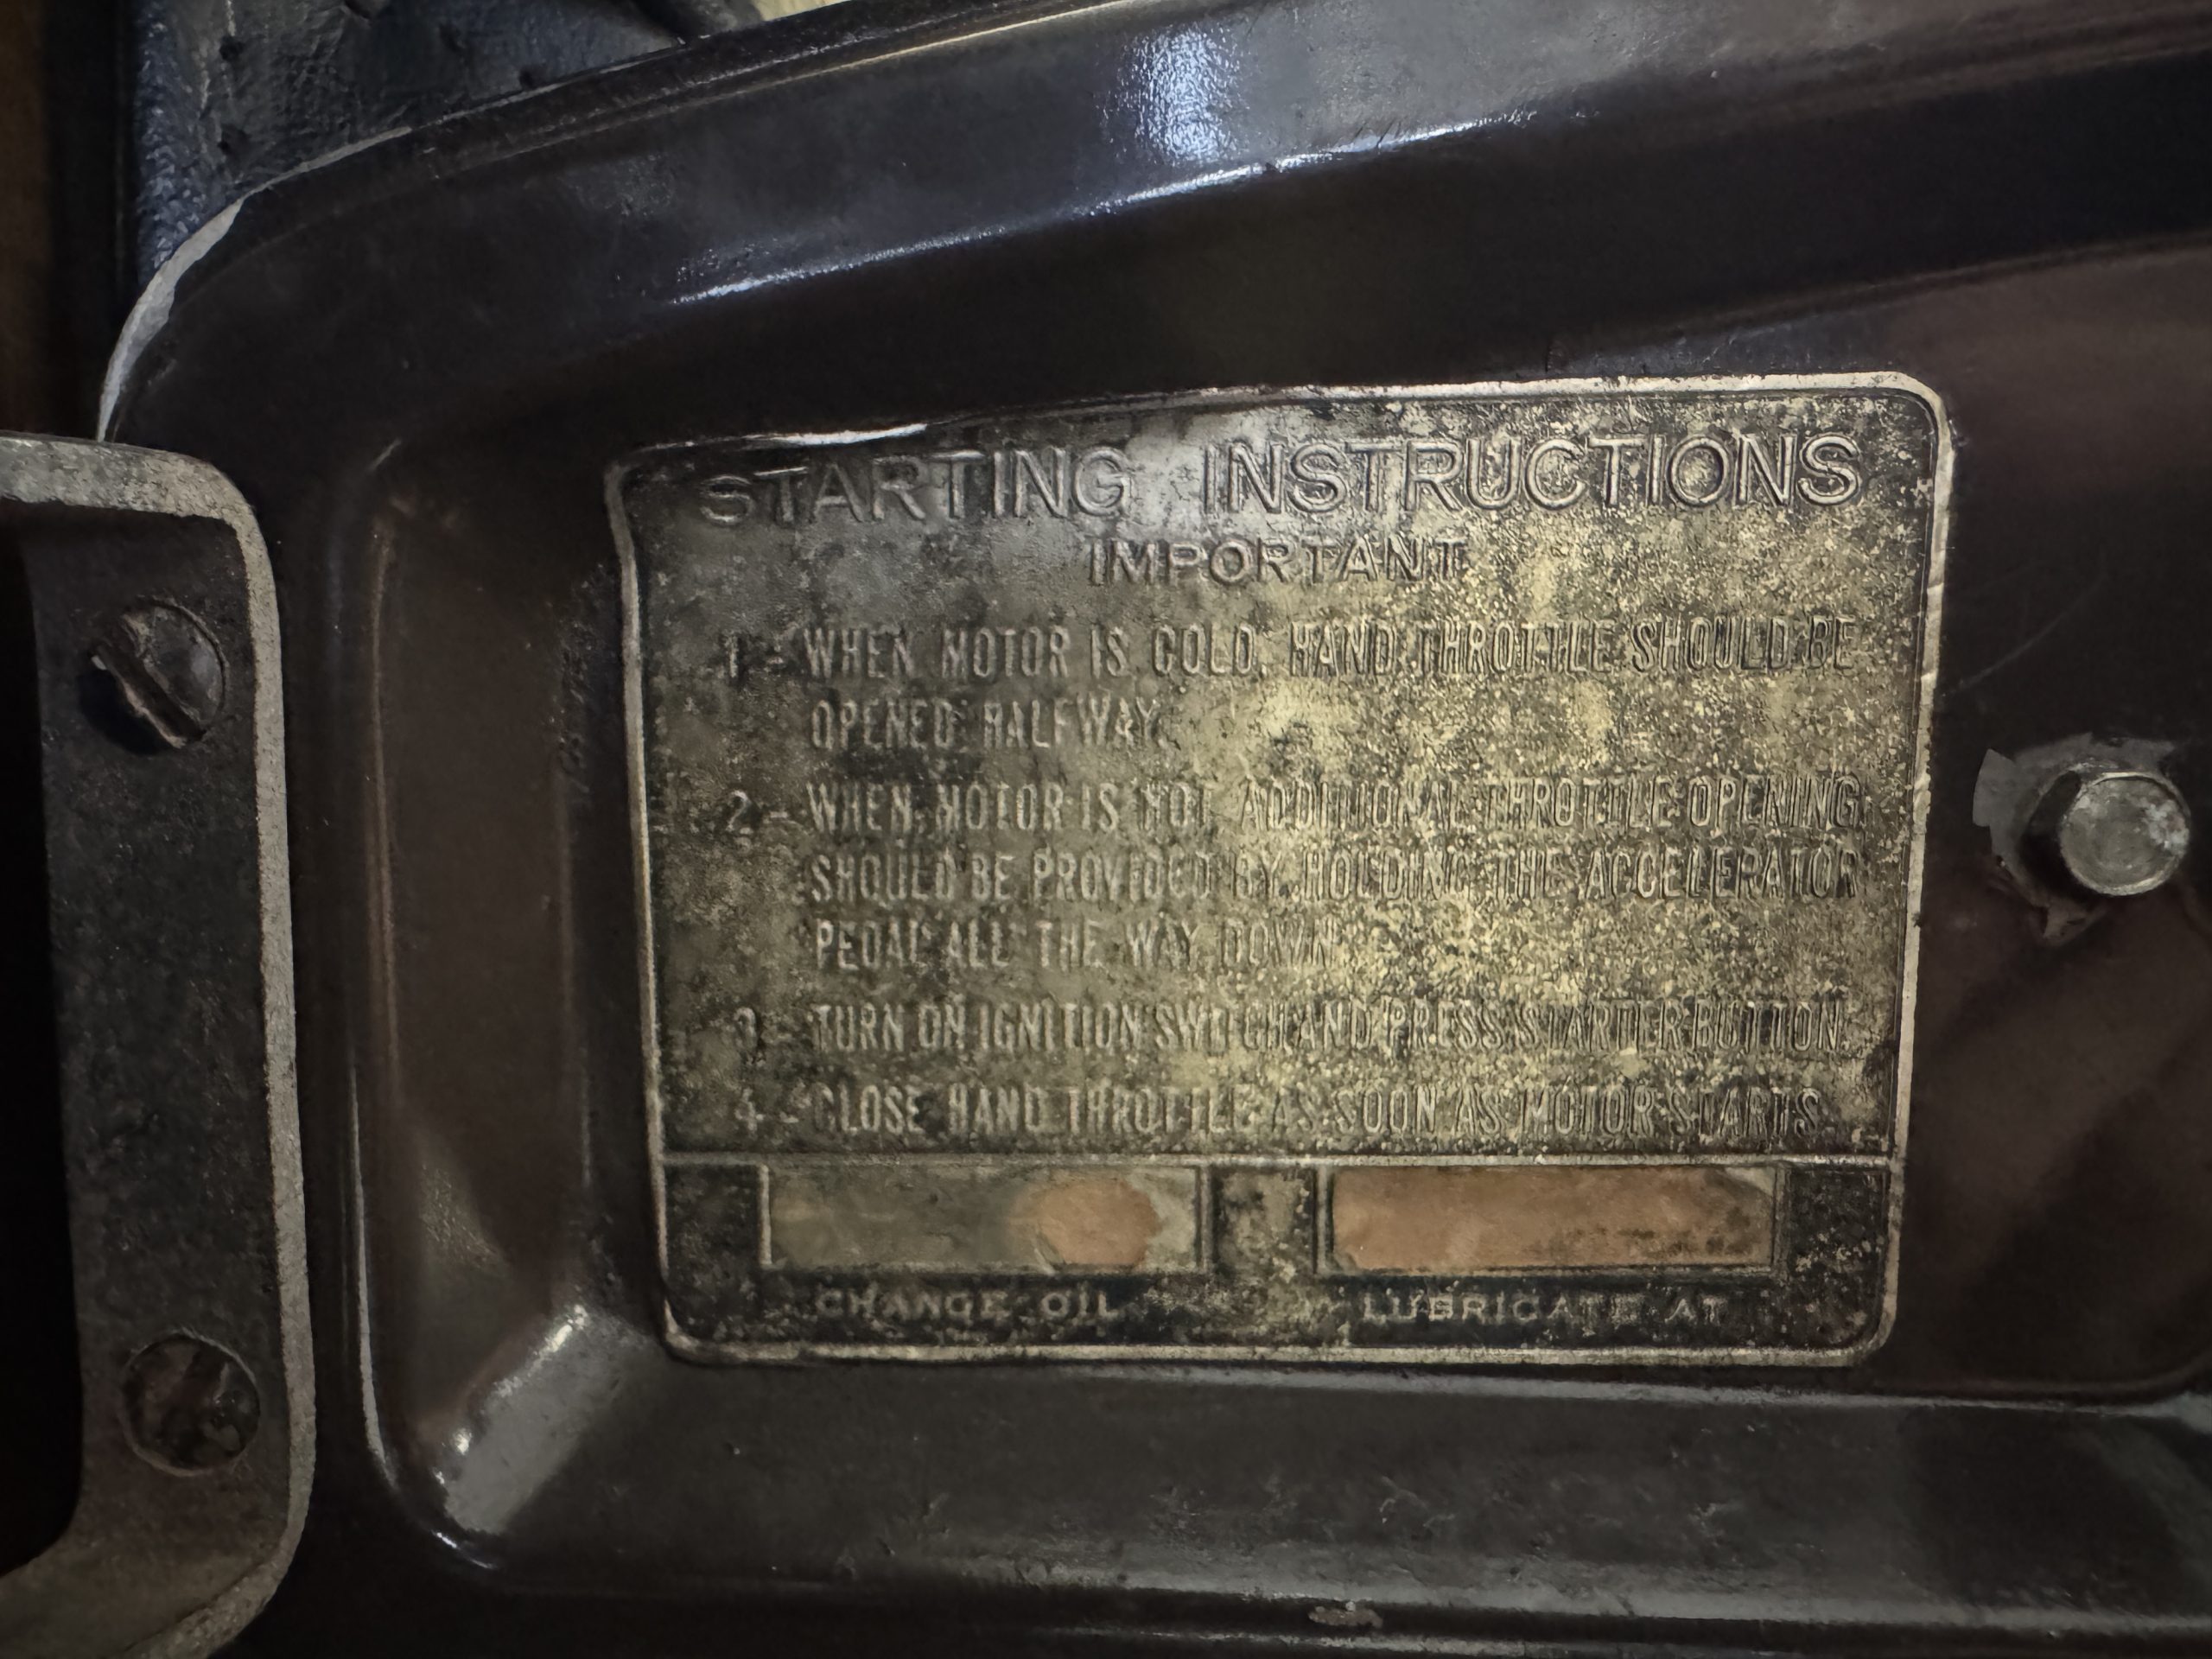 STARTING INSTRUCTIONS
IMPORTANT
1 - WHEN MOTOR IS COLD, HAND THROTTLE SHOULD BE
OPENED HALFWAY.
2 - WHEN MOTOR IS HOT ADDITIONAL THROTTLE OPENING
SHOULD BE PROVIDED BY HOLDING THE ACCELERATOR
PEDAL ALL THE WAY DOWN.
3 - TURN ON IGNITION SWITCH AND PRESS STARTER BUTTON.
4 - CLOSE HAND THROTTLE AS SOON AS MOTOR STARTS.
CHANGE OIL
LUBRICATE AT